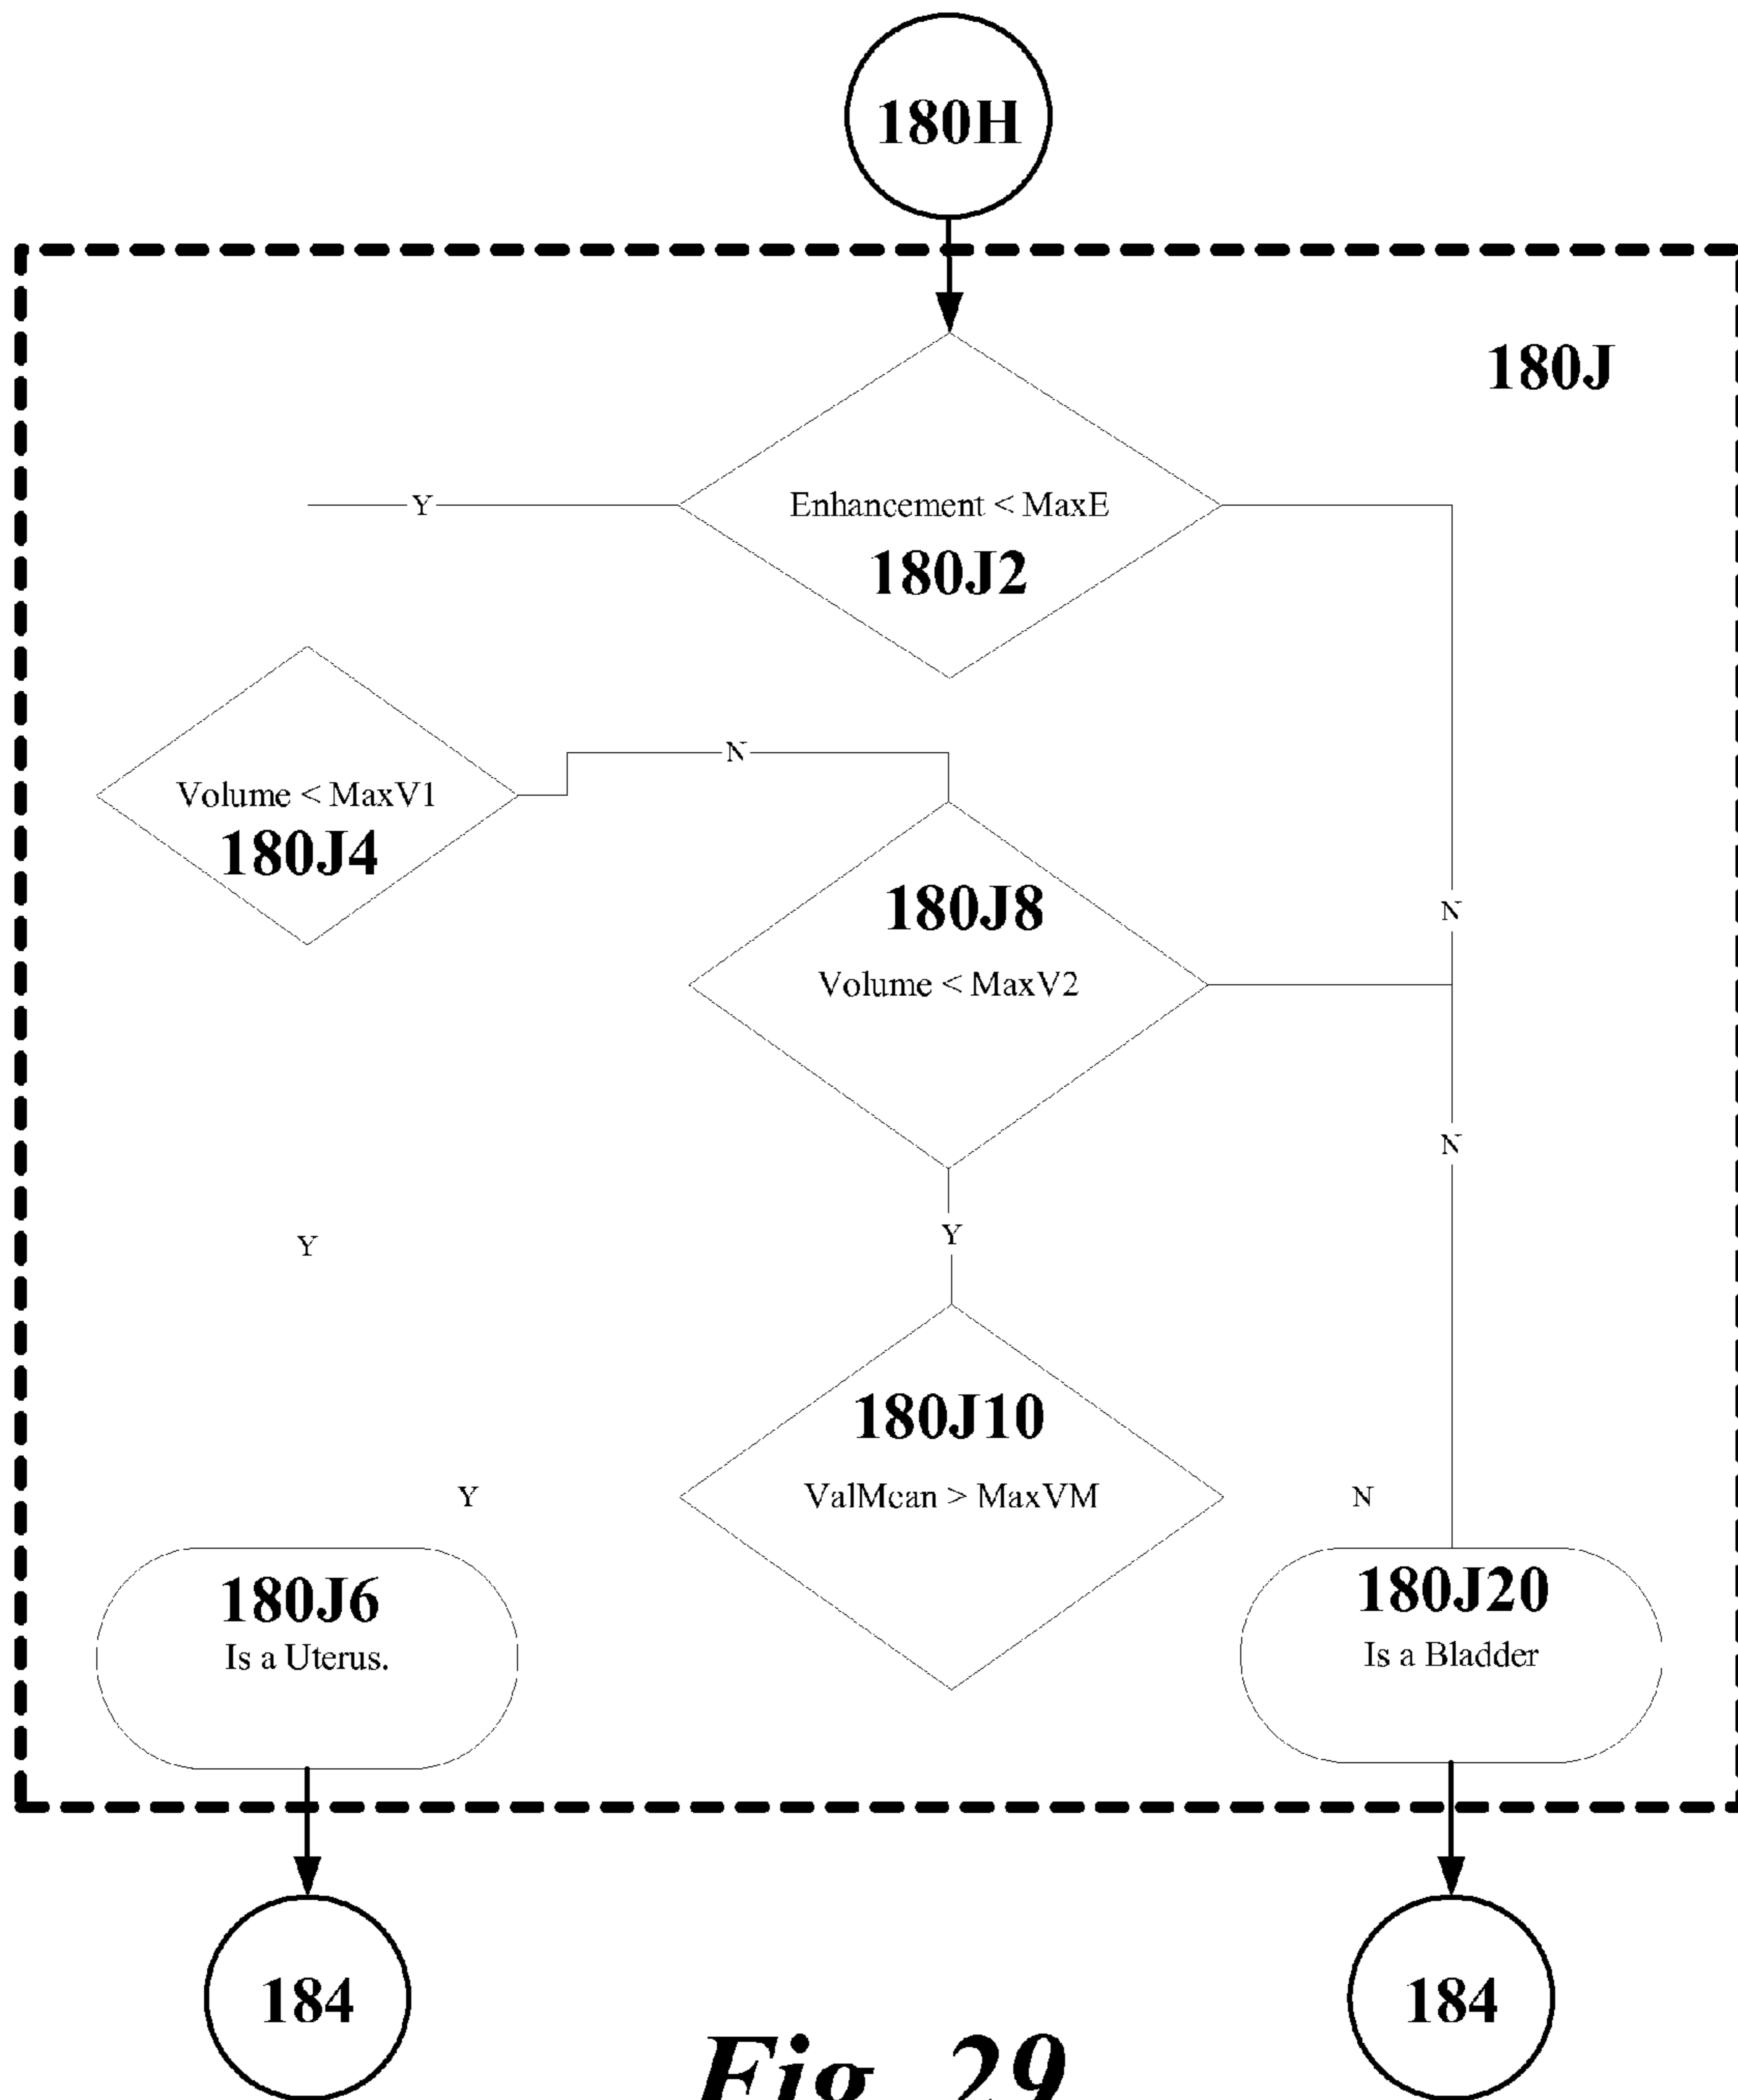 180H
180J
Y
Enhancement < MaxE
180J2
N
Volume < MaxV1
180J4
180J8
Volume < MaxV2
N
N
Y
Y
180J10
ValMean > MaxVM
Y
N
180J6
Is a Uterus.
180J20
Is a Bladder
184
184
Fig. 29